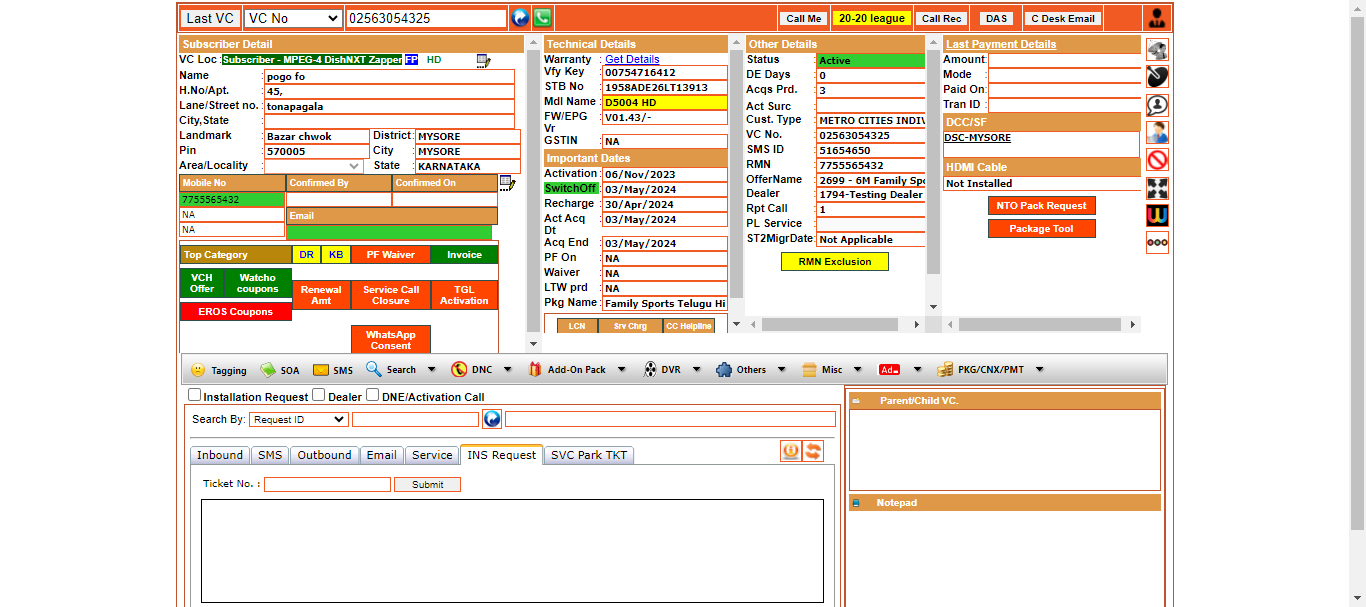 Last VC VC No 02563054325 Call Me 20-20 league Call Rec DAS C Desk Email
Subscriber Detail
VC Loc : Subscriber - MPEG-4 DishNXT Zapper FP HD
Name : pogo fo
H.No/Apt. : 45,
Lane/Street no. : tonapagala
City,State :
Landmark : Bazar chwok District : MYSORE
Pin : 570005 City : MYSORE
Area/Locality : State : KARNATAKA
Mobile No Confirmed By Confirmed On
7755565432
NA Email
NA
Top Category DR KB PF Waiver Invoice
VCH Offer Watcho coupons Renewal Amt Service Call Closure TGL Activation
EROS Coupons
WhatsApp Consent
Technical Details
Warranty : Get Details
Vfy Key : 00754716412
STB No : 1958ADE26LT13913
Mdl Name : D5004 HD
FW/EPG Vr : V01.43/-
GSTIN : NA
Important Dates
Activation : 06/Nov/2023
SwitchOff : 03/May/2024
Recharge : 30/Apr/2024
Act Acq Dt : 03/May/2024
Acq End : 03/May/2024
PF On : NA
Waiver : NA
LTW prd : NA
Pkg Name : Family Sports Telugu Hi
LCN Srv Chrg CC Helpline
Other Details
Status : Active
DE Days : 0
Acqs Prd. : 3
Act Surc :
Cust. Type : METRO CITIES INDIV
VC No. : 02563054325
SMS ID : 51654650
RMN : 7755565432
OfferName : 2699 - 6M Family Spo
Dealer : 1794-Testing Dealer
Rpt Call : 1
PL Service :
ST2MigrDate: Not Applicable
RMN Exclusion
Last Payment Details
Amount:
Mode :
Paid On:
Tran ID :
DCC/SF
DSC-MYSORE
HDMI Cable
Not Installed
NTO Pack Request
Package Tool
Tagging SOA SMS Search DNC Add-On Pack DVR Others Misc Ad PKG/CNX/PMT
Installation Request Dealer DNE/Activation Call
Search By: Request ID
Inbound SMS Outbound Email Service INS Request SVC Park TKT
Ticket No. : Submit
Parent/Child VC.
Notepad